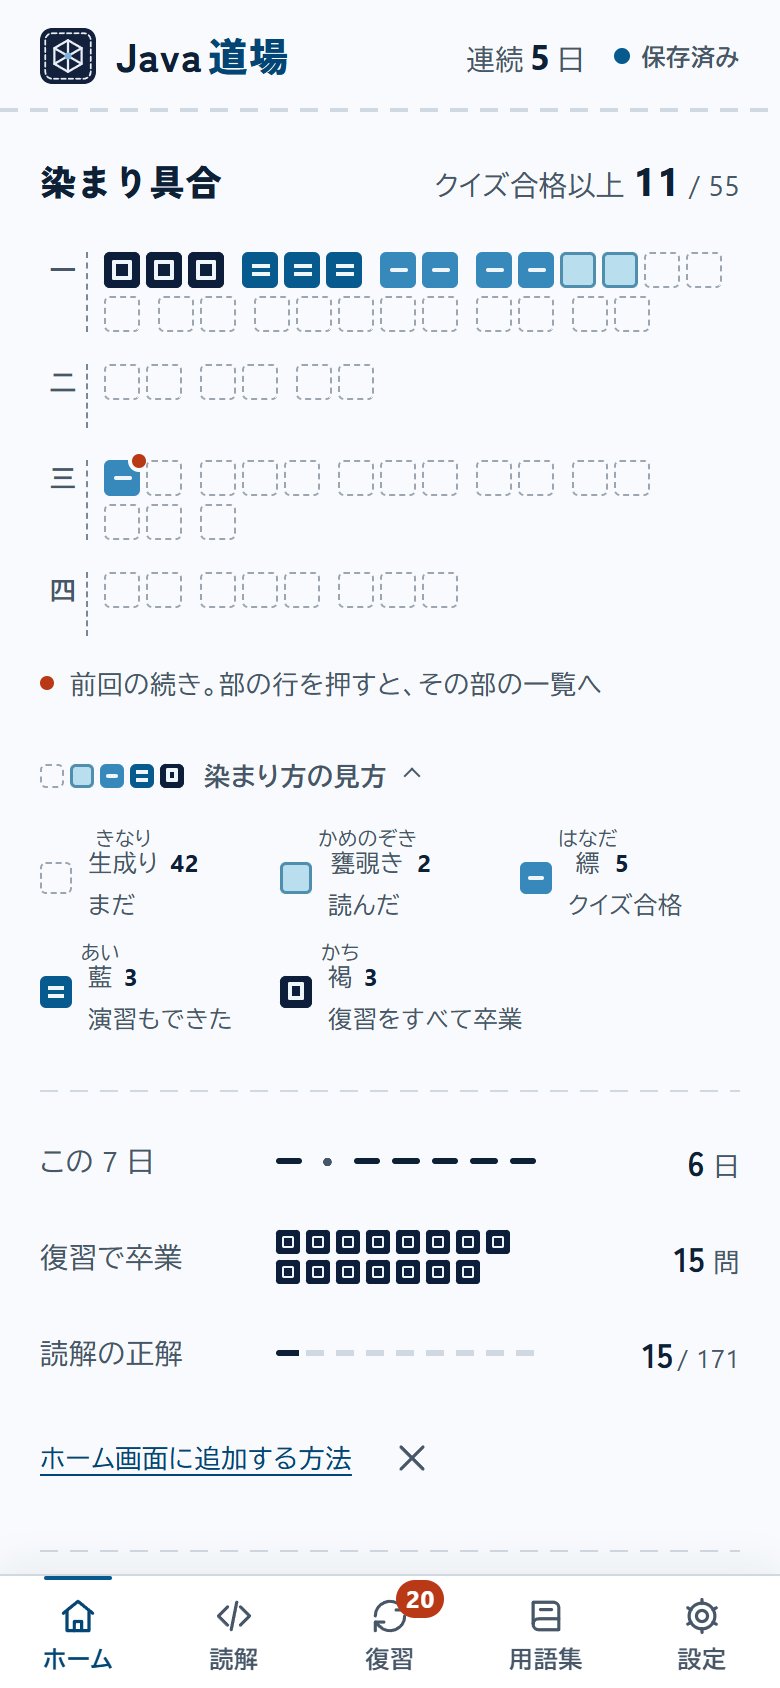 Java 道場
連続 5 日
保存済み
染まり具合
クイズ合格以上 11 / 55
一
二
三
四
前回の続き。部の行を押すと、その部の一覧へ
染まり方の見方
きなり
生成り 42
まだ
かめのぞき
甕覗き 2
読んだ
はなだ
縹 5
クイズ合格
あい
藍 3
演習もできた
かち
褐 3
復習をすべて卒業
この 7 日
6 日
復習で卒業
15 問
読解の正解
15 / 171
ホーム画面に追加する方法
ホーム
読解
20
復習
用語集
設定